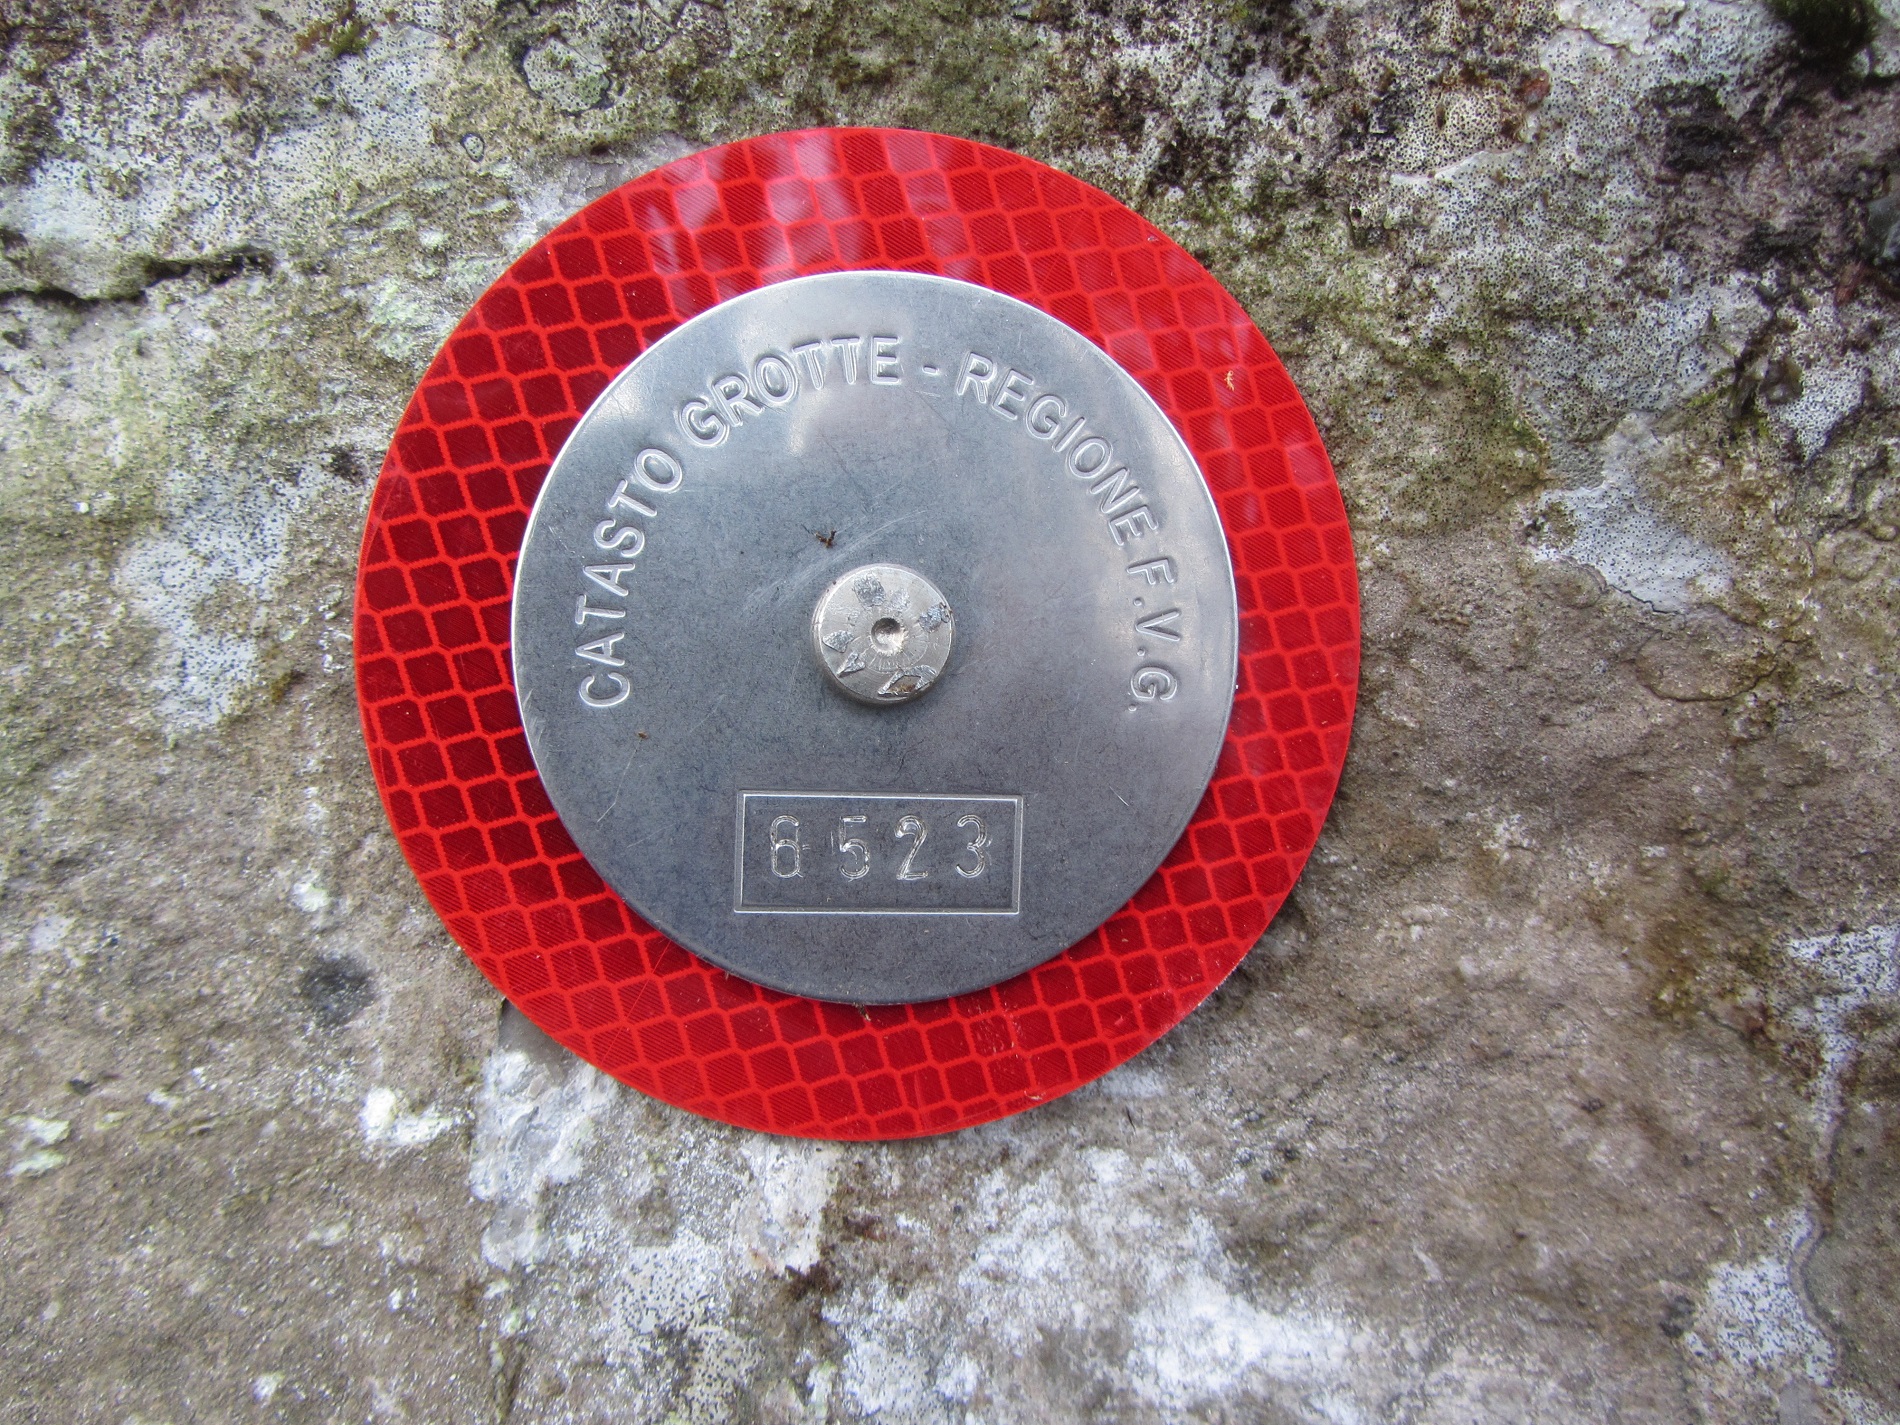 CATASTO GROTTE - REGIONE F.V.G.
6523